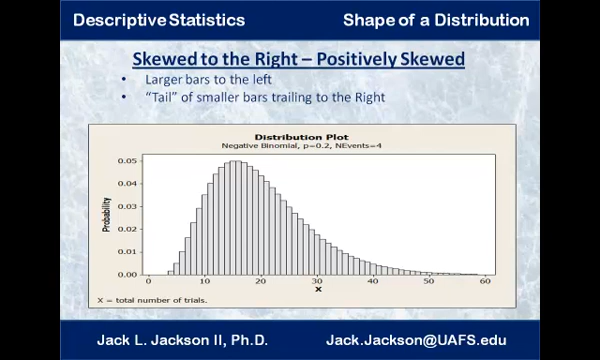 Descriptive Statistics Shape of a Distribution
Skewed to the Right – Positively Skewed
• Larger bars to the left
• “Tail” of smaller bars trailing to the Right
Distribution Plot
Negative Binomial, p=0.2, NEvents=4
0.05
0.04
0.03
0.02
0.01
0.00
Probability
0 10 20 30 40 50 60
X
X = total number of trials.
Jack L. Jackson II, Ph.D. Jack.Jackson@UAFS.edu